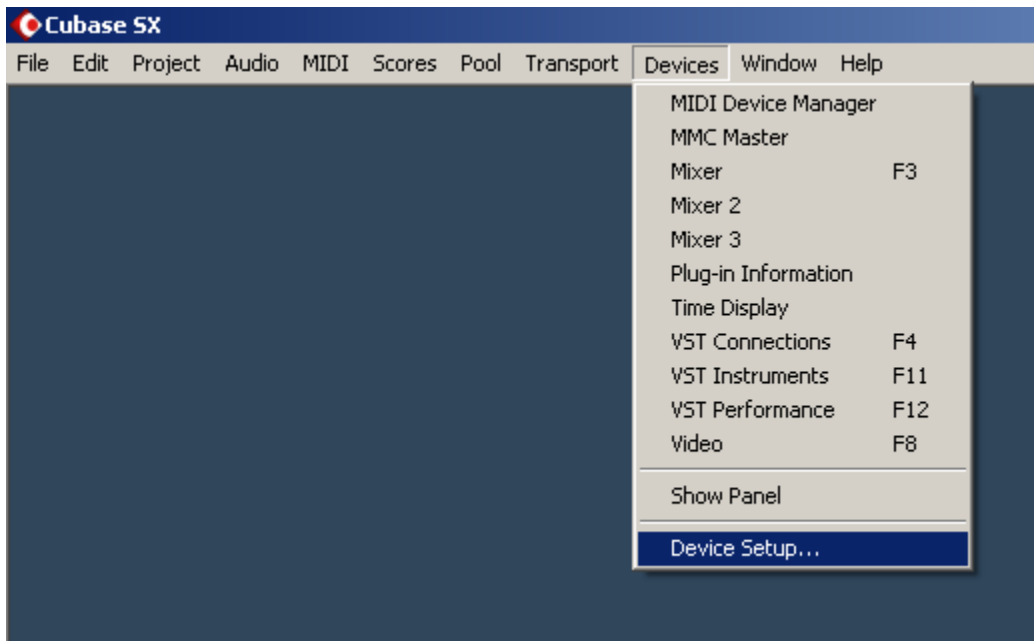 Cubase SX
File Edit Project Audio MIDI Scores Pool Transport Devices Window Help
MIDI Device Manager
MMC Master
Mixer F3
Mixer 2
Mixer 3
Plug-in Information
Time Display
VST Connections F4
VST Instruments F11
VST Performance F12
Video F8
Show Panel
Device Setup...